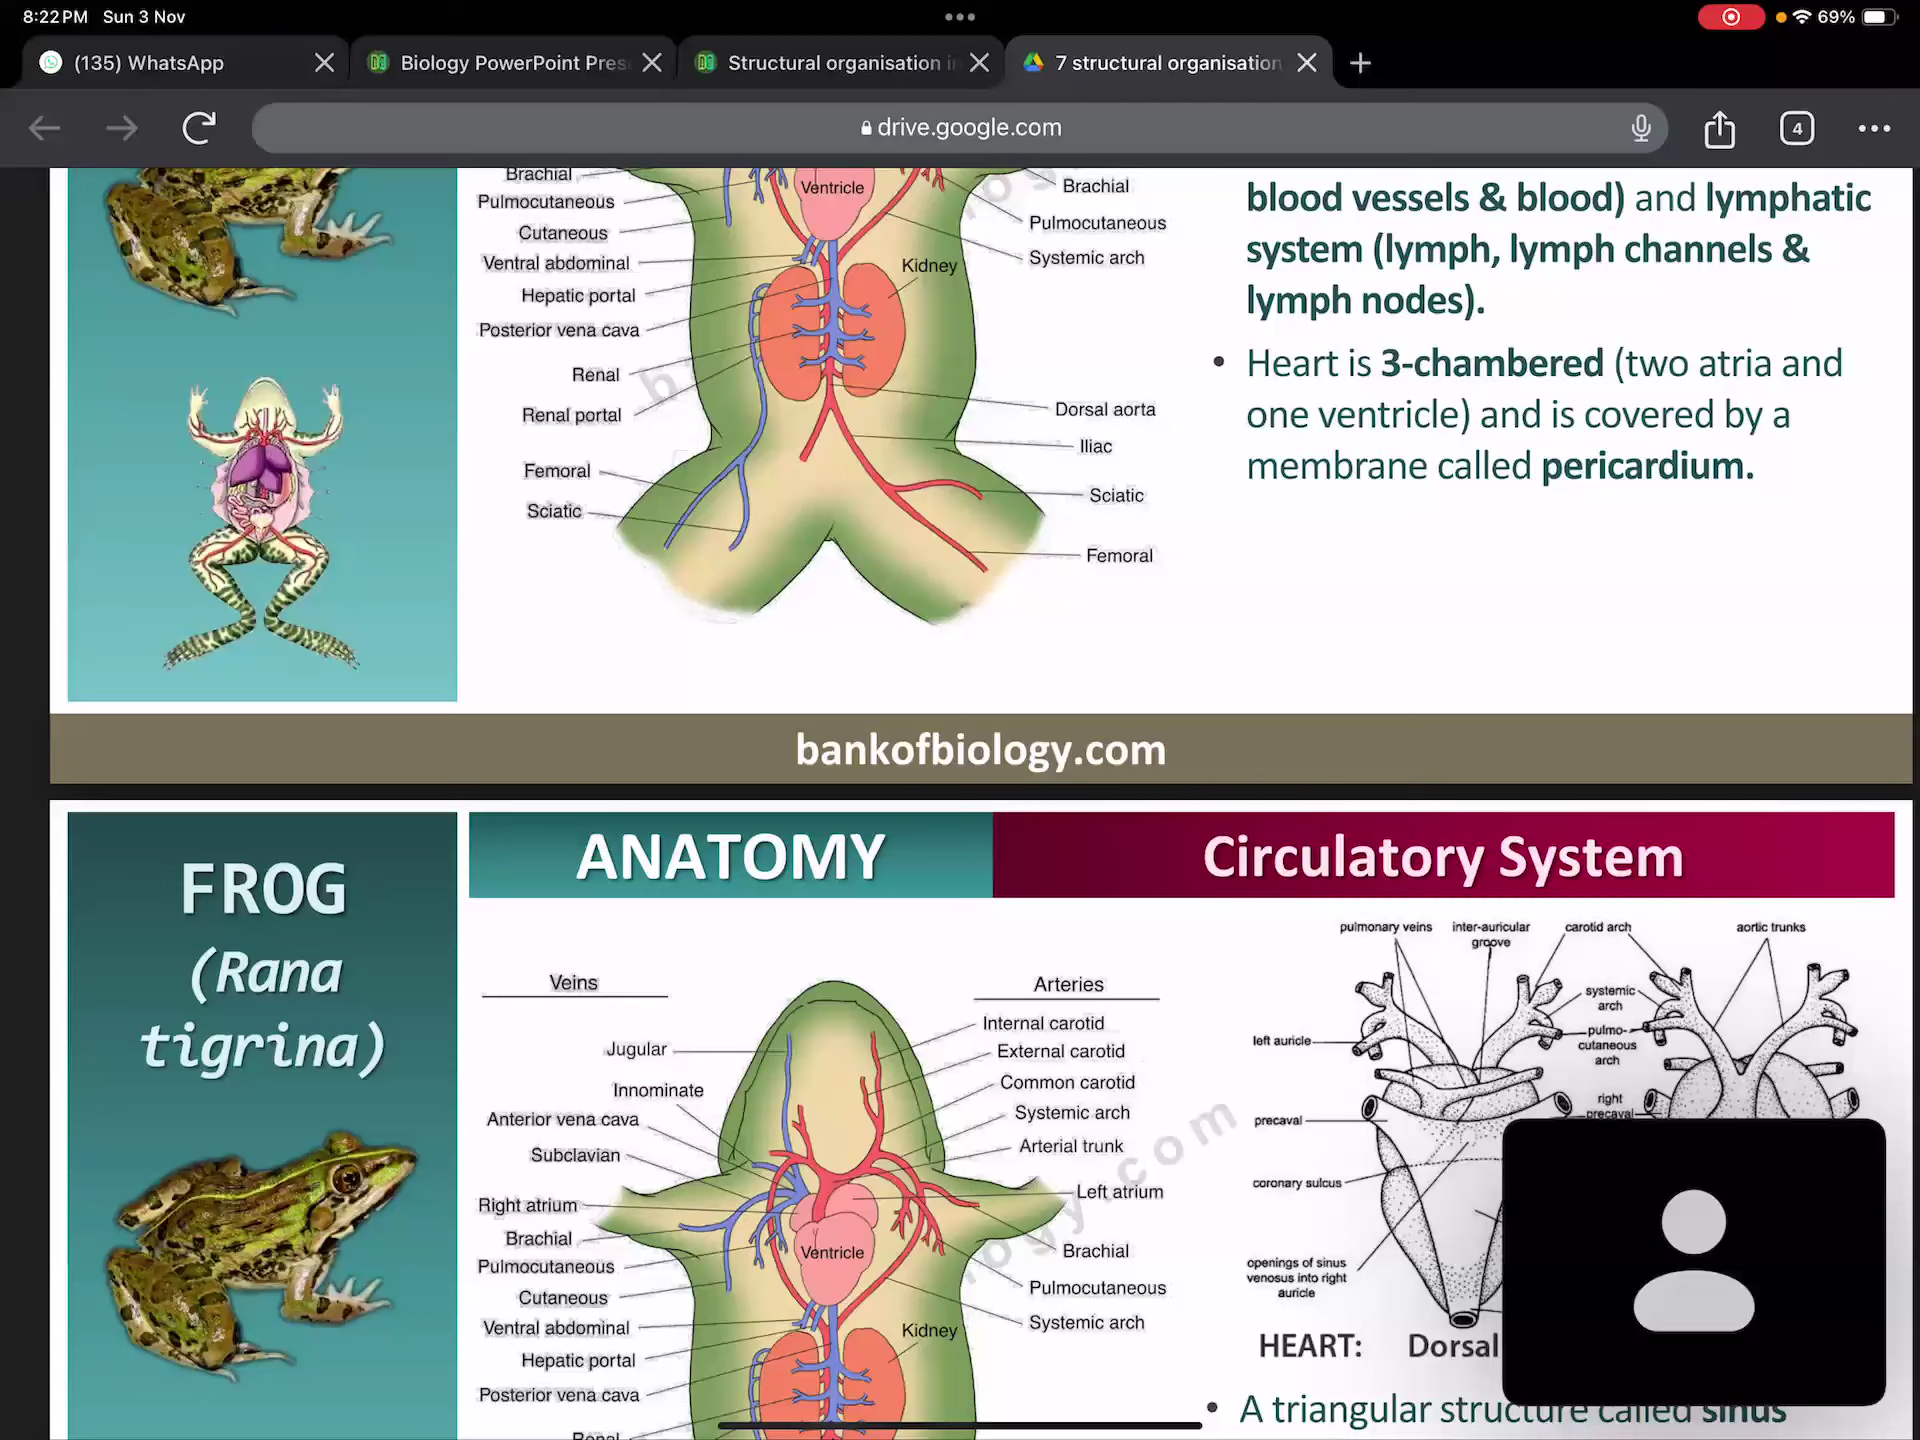 8:22 PM Sun 3 Nov
69%
(135) WhatsApp
Biology PowerPoint Pres
Structural organisation i
7 structural organisation
drive.google.com
4
Brachial
Pulmocutaneous
Cutaneous
Ventral abdominal
Hepatic portal
Posterior vena cava
Renal
Renal portal
Femoral
Sciatic
Ventricle
Kidney
Brachial
Pulmocutaneous
Systemic arch
Dorsal aorta
Iliac
Sciatic
Femoral
blood vessels & blood) and lymphatic
system (lymph, lymph channels &
lymph nodes).
• Heart is 3-chambered (two atria and
one ventricle) and is covered by a
membrane called pericardium.
bankofbiology.com
FROG
(Rana
tigrina)
ANATOMY
Circulatory System
Veins
Jugular
Innominate
Anterior vena cava
Subclavian
Right atrium
Brachial
Pulmocutaneous
Cutaneous
Ventral abdominal
Hepatic portal
Posterior vena cava
Renal
Ventricle
Kidney
Arteries
Internal carotid
External carotid
Common carotid
Systemic arch
Arterial trunk
Left atrium
Brachial
Pulmocutaneous
Systemic arch
pulmonary veins
inter-auricular
groove
carotid arch
aortic trunks
systemic
arch
left auricle
pulmo-
cutaneous
arch
right
precaval
precaval
coronary sulcus
openings of sinus
venosus into right
auricle
HEART: Dorsal
• A triangular structure called sinus